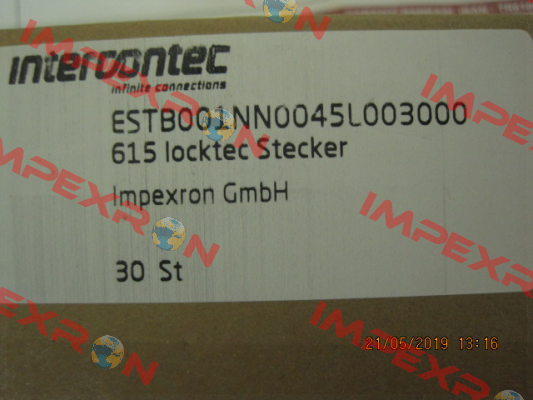 intercontec
infinite connections
ESTB001NN0045L003000
615 locktec Stecker
Impexron GmbH
30 St
21/05/2019 13:16
IMPEXRON
IMPEXRON
IMPEXRON
IMPEXRON